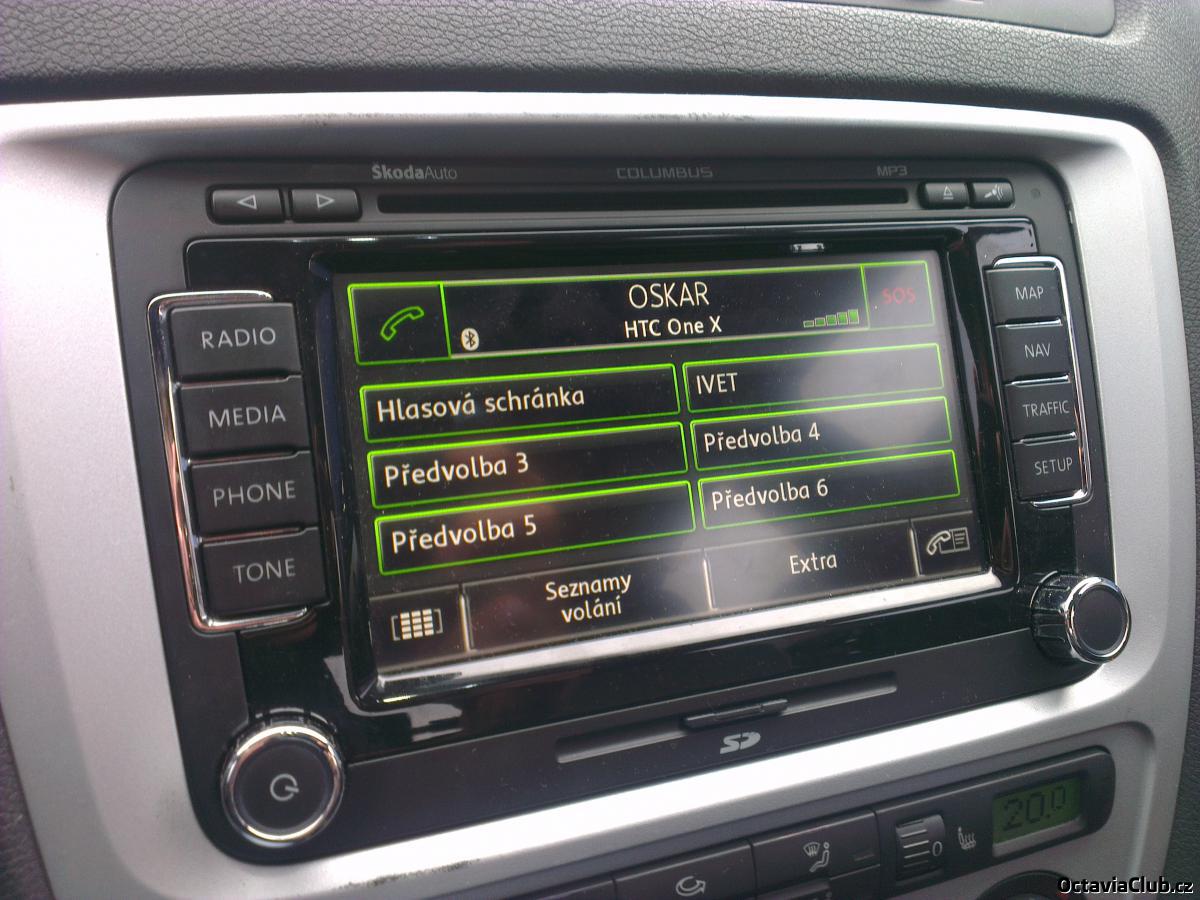 ŠkodaAuto COLUMBUS MP3
RADIO
MEDIA
PHONE
TONE
OSKAR
HTC One X
SOS
Hlasová schránka
IVET
Předvolba 3
Předvolba 4
Předvolba 5
Předvolba 6
Seznamy
volání
Extra
MAP
NAV
TRAFFIC
SETUP
SD
20.0
OctaviaClub.cz